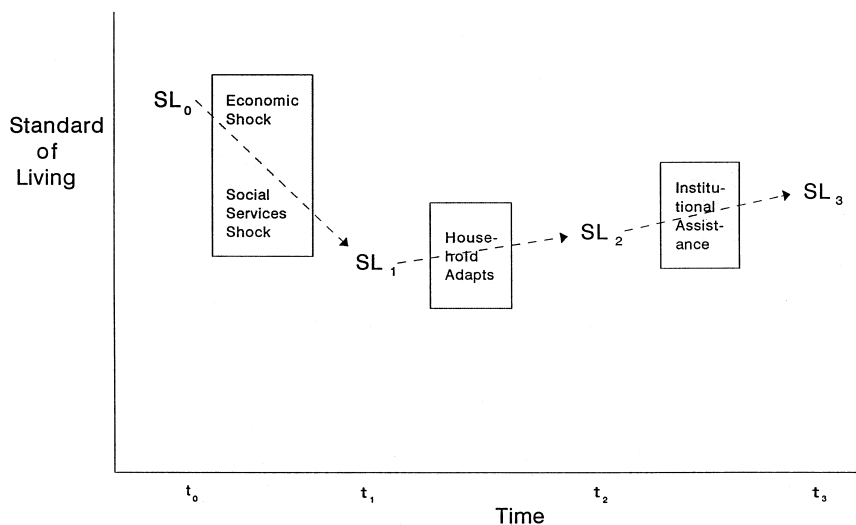 Standard
of
Living
SL₀
Economic
Shock
Social
Services
Shock
SL₁
House-
hold
Adapts
SL₂
Institu-
tional
Assist-
ance
SL₃
t₀
t₁
t₂
t₃
Time